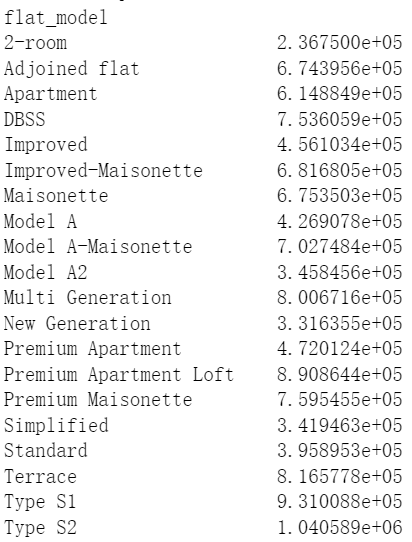 flat_model
2-room 2.367500e+05
Adjoined flat 6.743956e+05
Apartment 6.148849e+05
DBSS 7.536059e+05
Improved 4.561034e+05
Improved-Maisonette 6.816805e+05
Maisonette 6.753503e+05
Model A 4.269078e+05
Model A-Maisonette 7.027484e+05
Model A2 3.458456e+05
Multi Generation 8.006716e+05
New Generation 3.316355e+05
Premium Apartment 4.720124e+05
Premium Apartment Loft 8.908644e+05
Premium Maisonette 7.595455e+05
Simplified 3.419463e+05
Standard 3.958953e+05
Terrace 8.165778e+05
Type S1 9.310088e+05
Type S2 1.040589e+06